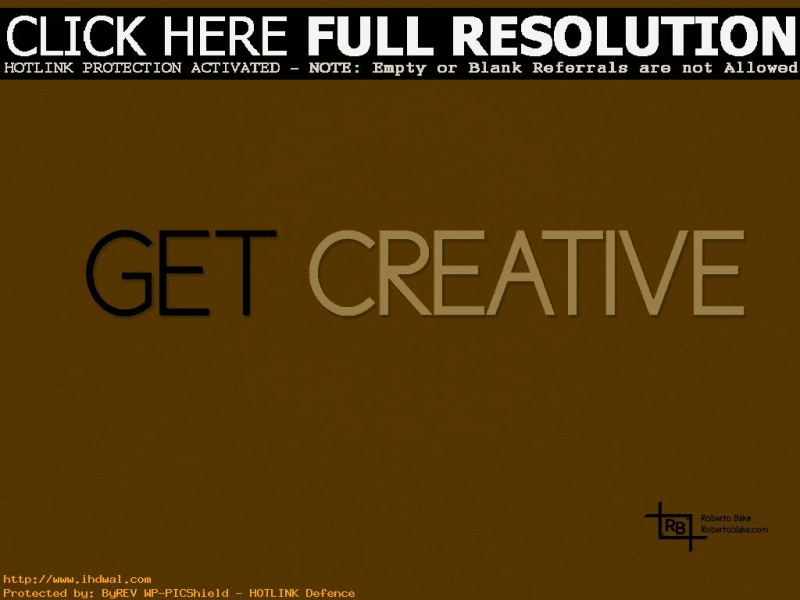 CLICK HERE FULL RESOLUTION
HOTLINK PROTECTION ACTIVATED - NOTE: Empty or Blank Referrals are not Allowed
GET CREATIVE
RB
Roberto Blake
Robertoblake.com
http://www.ihdwal.com
Protected by: ByREV WP-PICShield - HOTLINK Defence